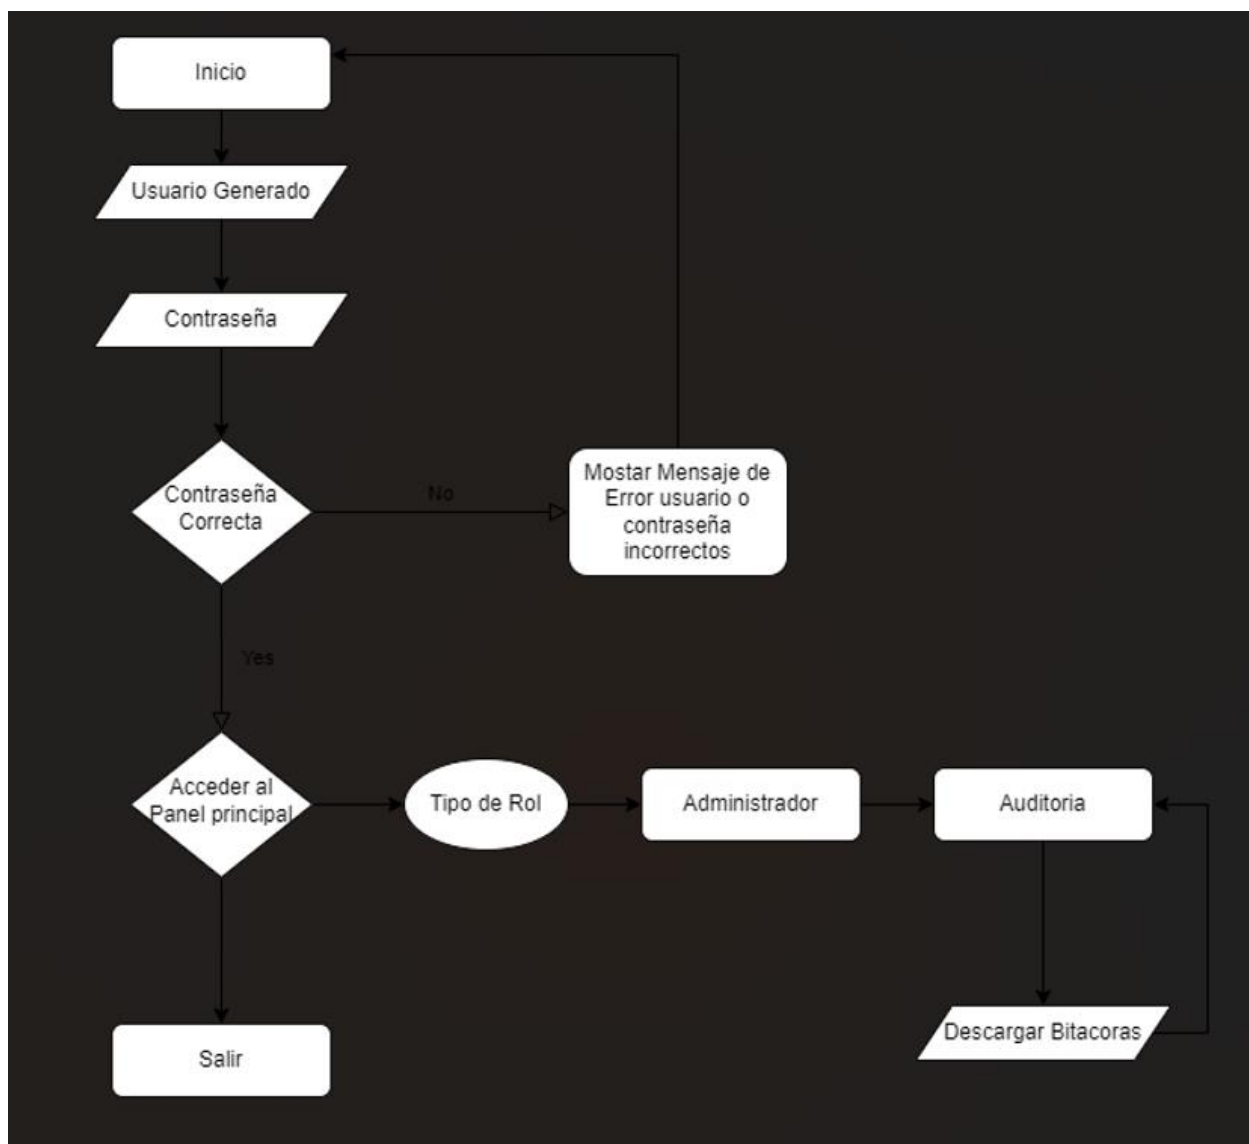 Inicio
Usuario Generado
Contraseña
Contraseña
Correcta
No
Mostar Mensaje de
Error usuario o
contraseña
incorrectos
Yes
Acceder al
Panel principal
Tipo de Rol
Administrador
Auditoria
Descargar Bitacoras
Salir